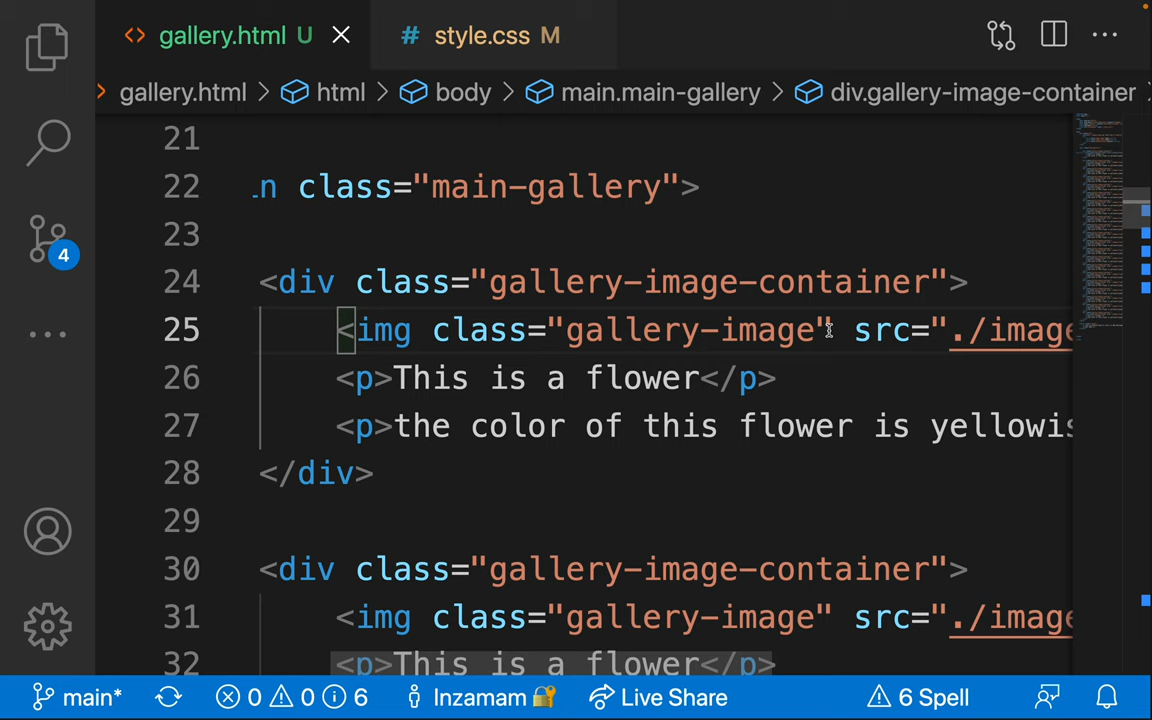 gallery.html U
# style.css M
gallery.html > html > body > main.main-gallery > div.gallery-image-container
21
22 n class="main-gallery">
23
24 <div class="gallery-image-container">
25 <img class="gallery-image" src="./image
26 <p>This is a flower</p>
27 <p>the color of this flower is yellowis
28 </div>
29
30 <div class="gallery-image-container">
31 <img class="gallery-image" src="./image
32 <p>This is a flower</p>
4
main* 0 0 6 Inzamam Live Share 6 Spell